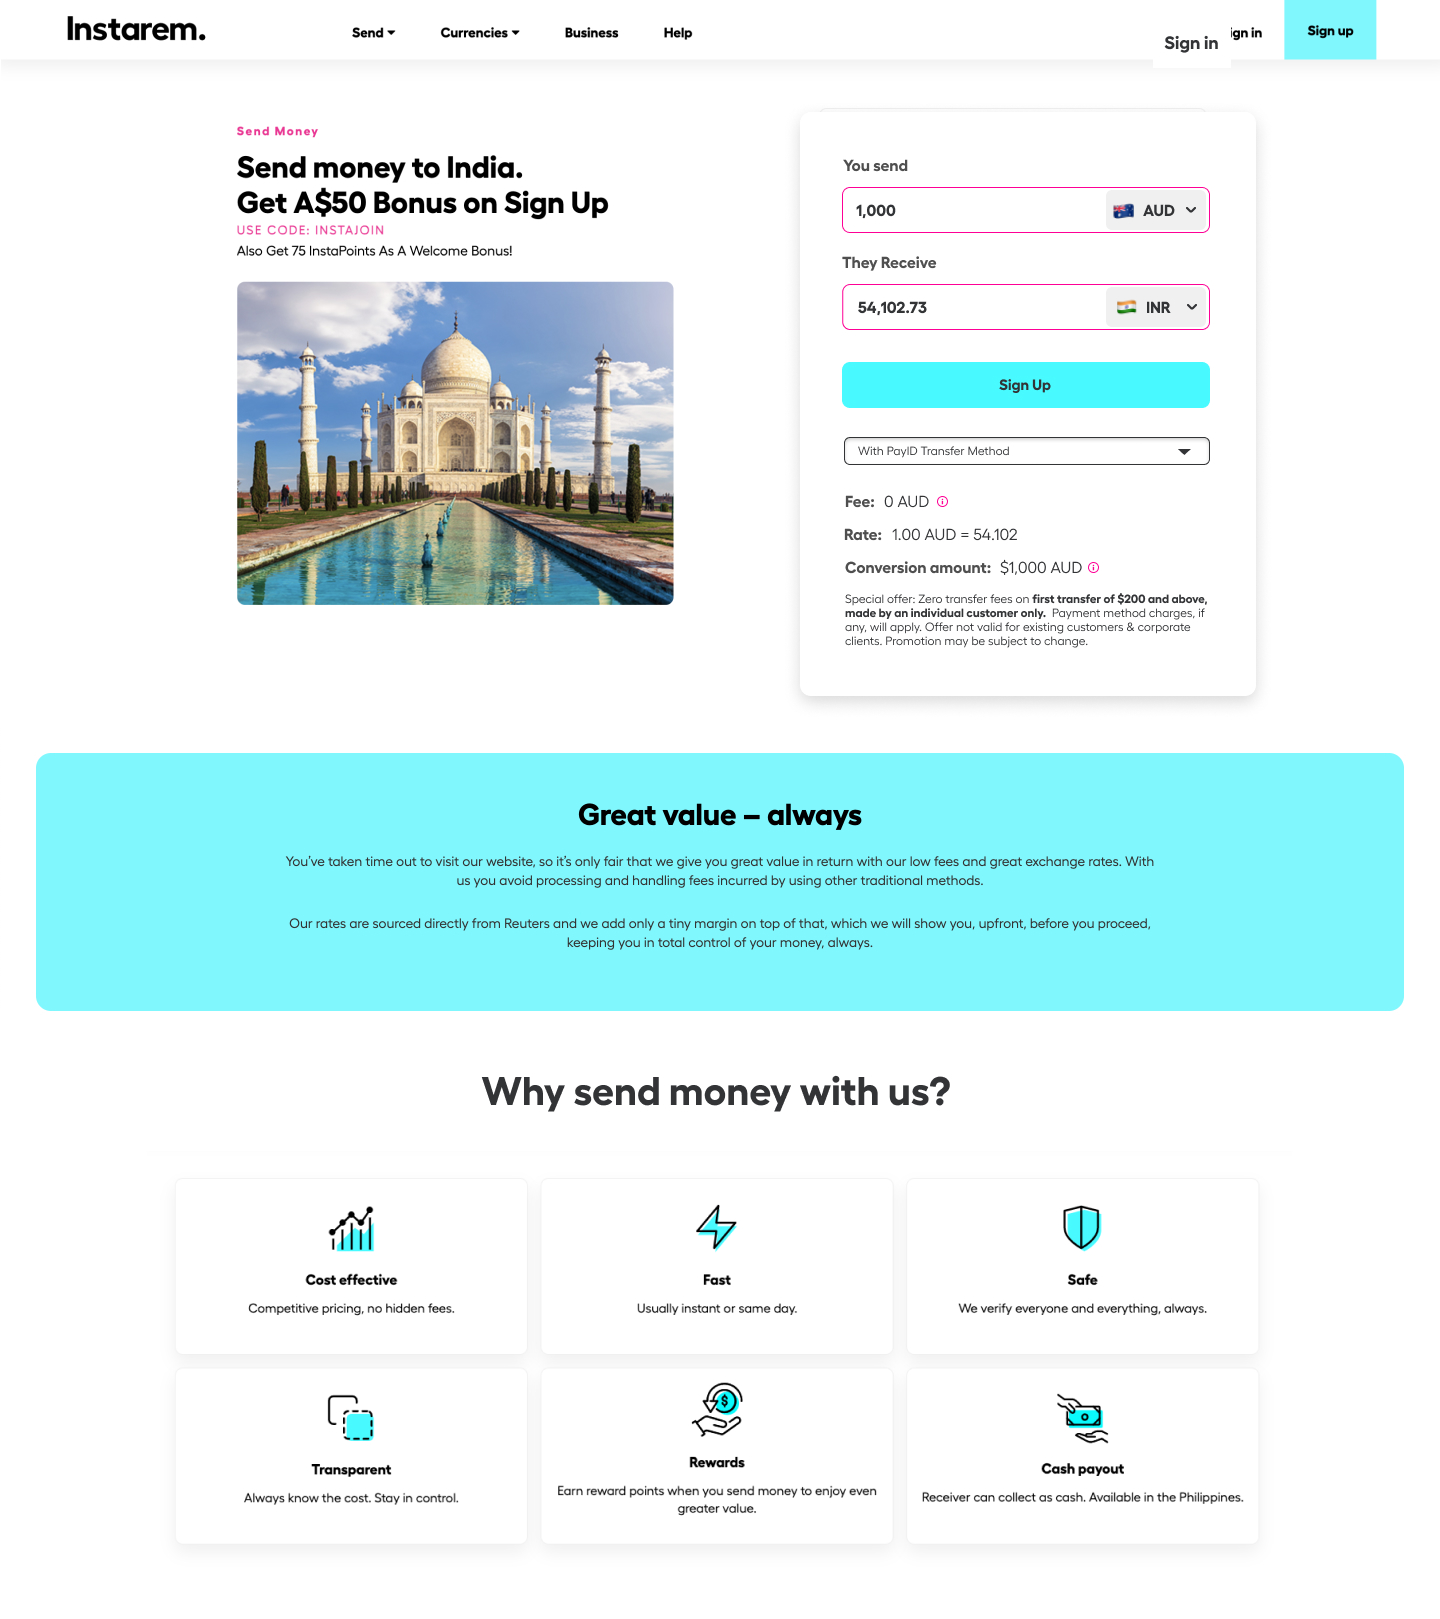 Instarem.
Send
Currencies
Business
Help
Sign in
ign in
Sign up
Send Money
Send money to India.
Get A$50 Bonus on Sign Up
USE CODE: INSTAJOIN
Also Get 75 InstaPoints As A Welcome Bonus!
You send
1,000
AUD
They Receive
54,102.73
INR
Sign Up
With PayID Transfer Method
Fee: 0 AUD
Rate: 1.00 AUD = 54.102
Conversion amount: $1,000 AUD
Special offer: Zero transfer fees on first transfer of $200 and above,
made by an individual customer only. Payment method charges, if
any, will apply. Offer not valid for existing customers & corporate
clients. Promotion may be subject to change.
Great value – always
You've taken time out to visit our website, so it's only fair that we give you great value in return with our low fees and great exchange rates. With
us you avoid processing and handling fees incurred by using other traditional methods.
Our rates are sourced directly from Reuters and we add only a tiny margin on top of that, which we will show you, upfront, before you proceed,
keeping you in total control of your money, always.
Why send money with us?
Cost effective
Competitive pricing, no hidden fees.
Fast
Usually instant or same day.
Safe
We verify everyone and everything, always.
Transparent
Always know the cost. Stay in control.
Rewards
Earn reward points when you send money to enjoy even
greater value.
Cash payout
Receiver can collect as cash. Available in the Philippines.